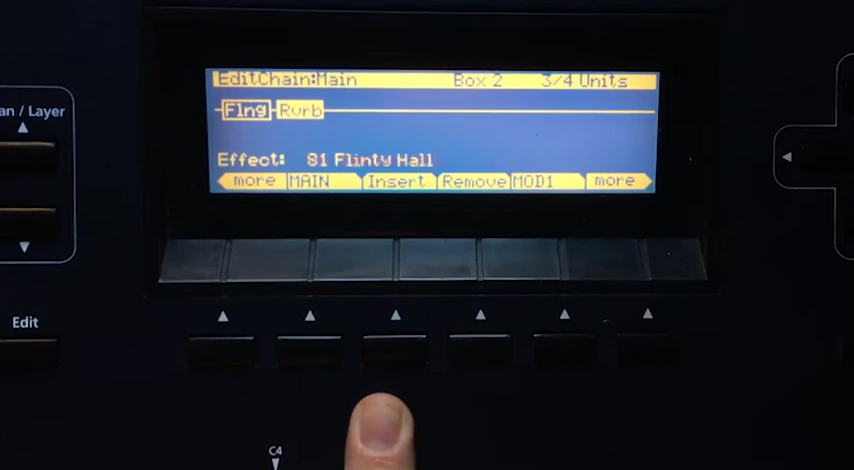 EditChain:Main Box 2 3/4 Units
an / Layer
Flng Rvrb
Effect: 81 Flinty Hall
more MAIN Insert Remove MOD1 more
Edit
C4